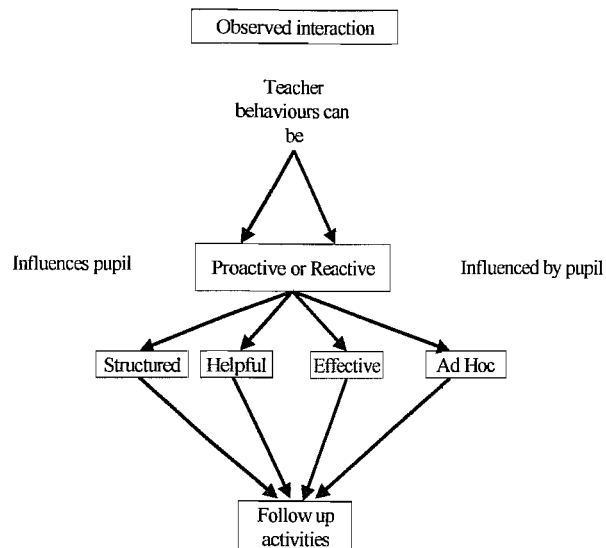 Observed interaction
Teacher
behaviours can
be
Influences pupil
Proactive or Reactive
Influenced by pupil
Structured
Helpful
Effective
Ad Hoc
Follow up
activities